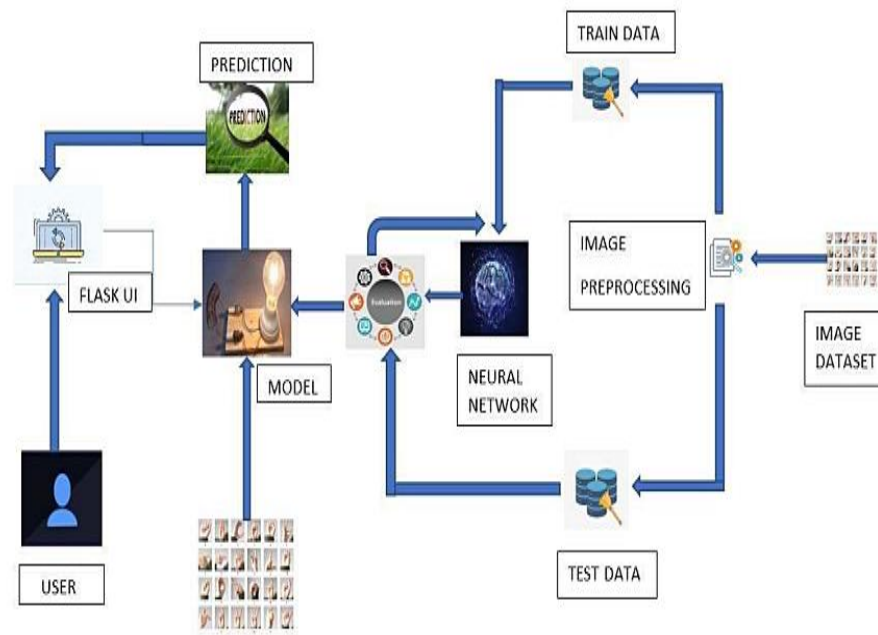 TRAIN DATA
PREDICTION
PREDICTION
FLASK UI
IMAGE
PREPROCESSING
Evaluation
MODEL
NEURAL
NETWORK
IMAGE
DATASET
USER
TEST DATA